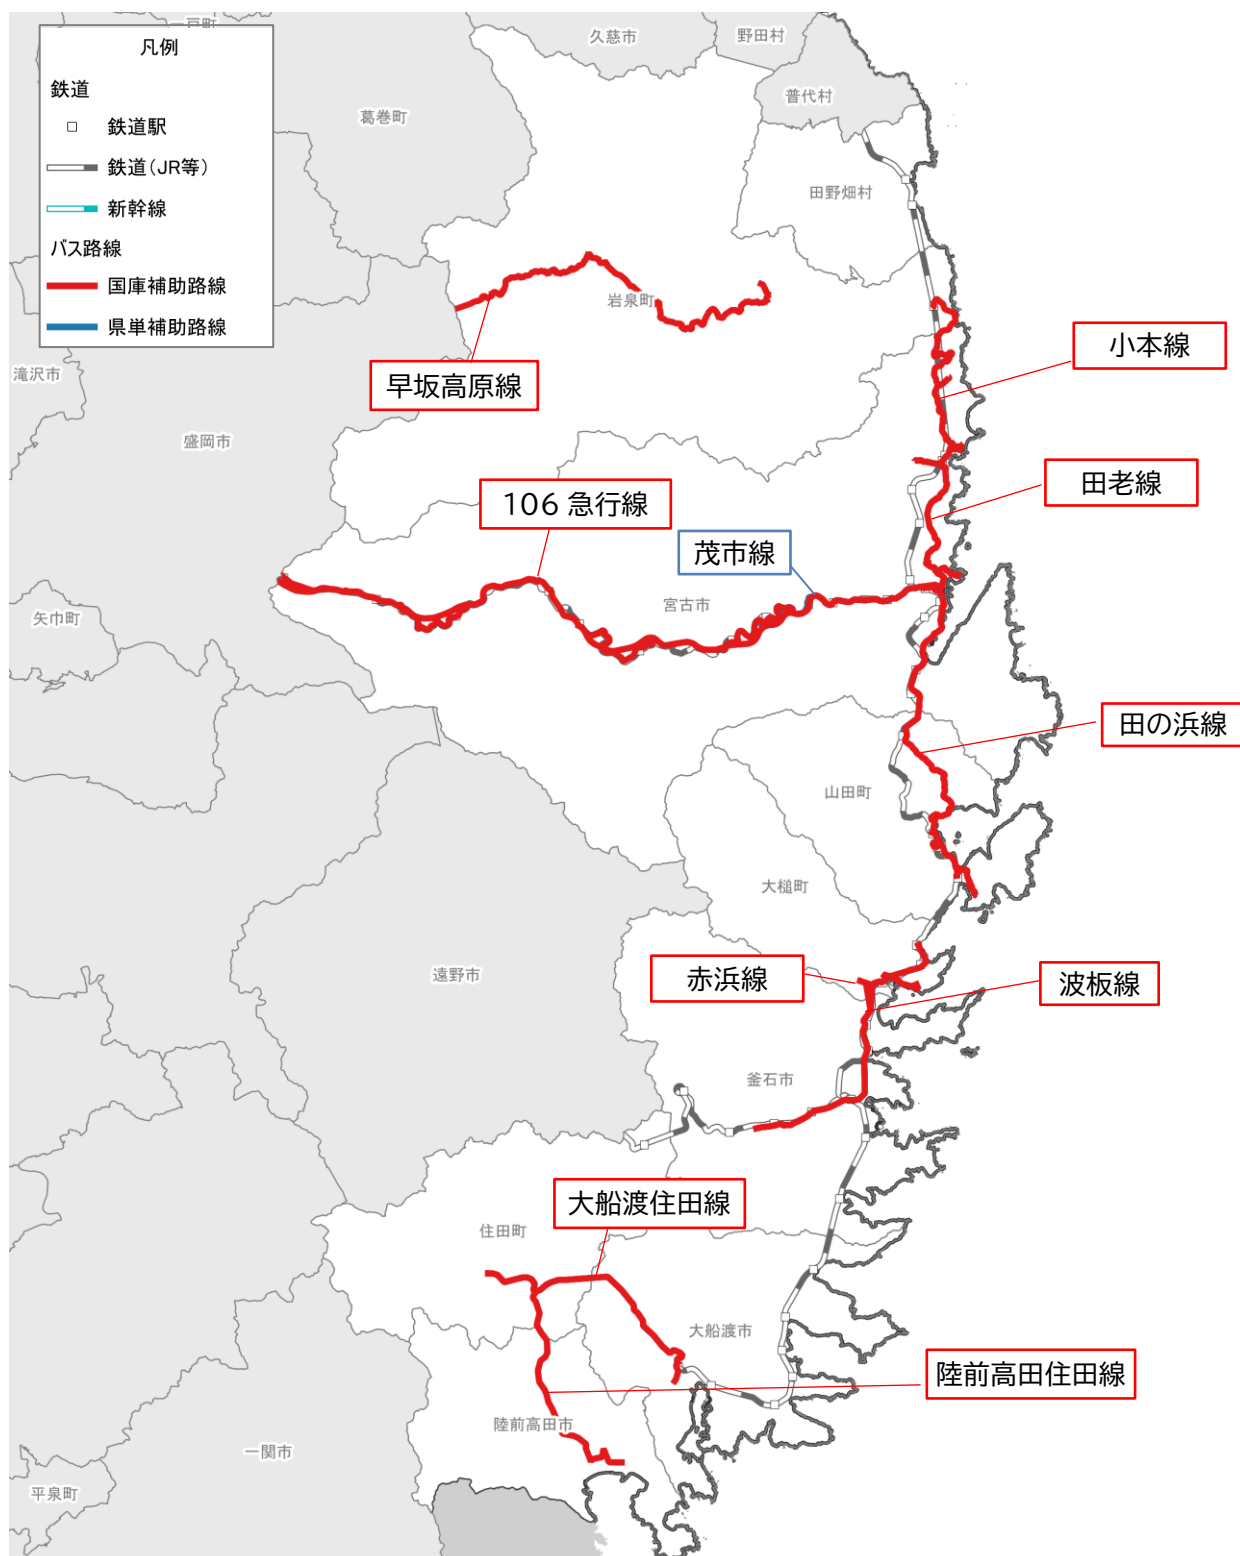 一戸町
久慈市
野田村
凡例
鉄道
鉄道駅
鉄道(JR等)
新幹線
バス路線
国庫補助路線
県単補助路線
普代村
葛巻町
田野畑村
岩泉町
小本線
早坂高原線
滝沢市
盛岡市
田老線
106 急行線
茂市線
宮古市
矢巾町
田の浜線
山田町
大槌町
遠野市
赤浜線
波板線
釜石市
大船渡住田線
住田町
大船渡市
陸前高田住田線
陸前高田市
一関市
平泉町